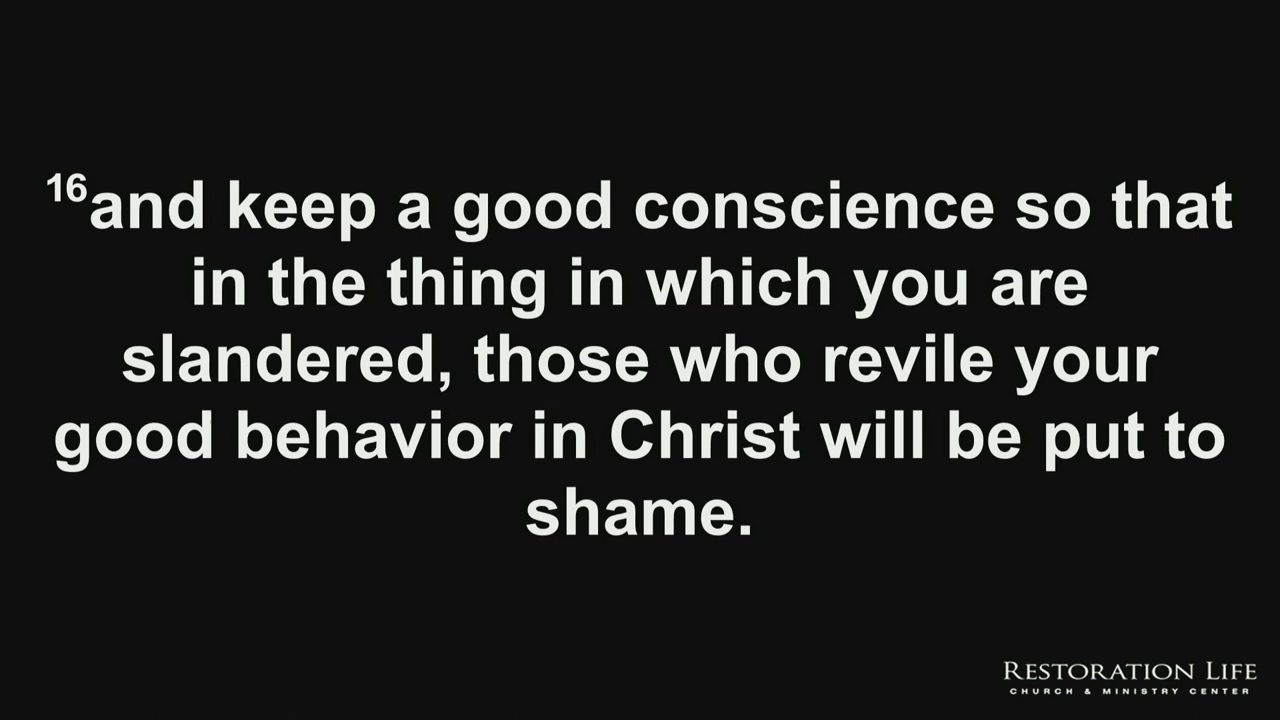 16and keep a good conscience so that
in the thing in which you are
slandered, those who revile your
good behavior in Christ will be put to
shame.
RESTORATION LIFE
CHURCH & MINISTRY CENTER